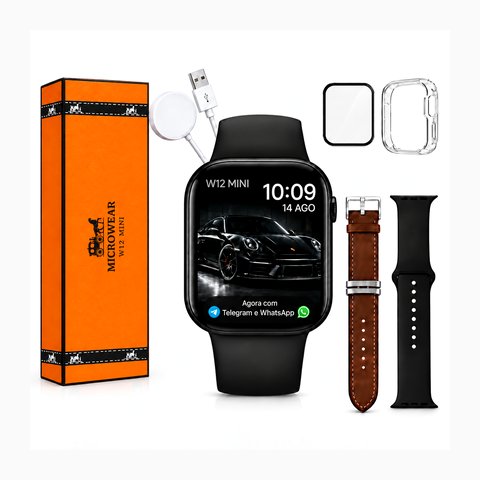 MICROWEAR
W12 MINI
W12 MINI
10:09
14 AGO
Agora com
Telegram e WhatsApp